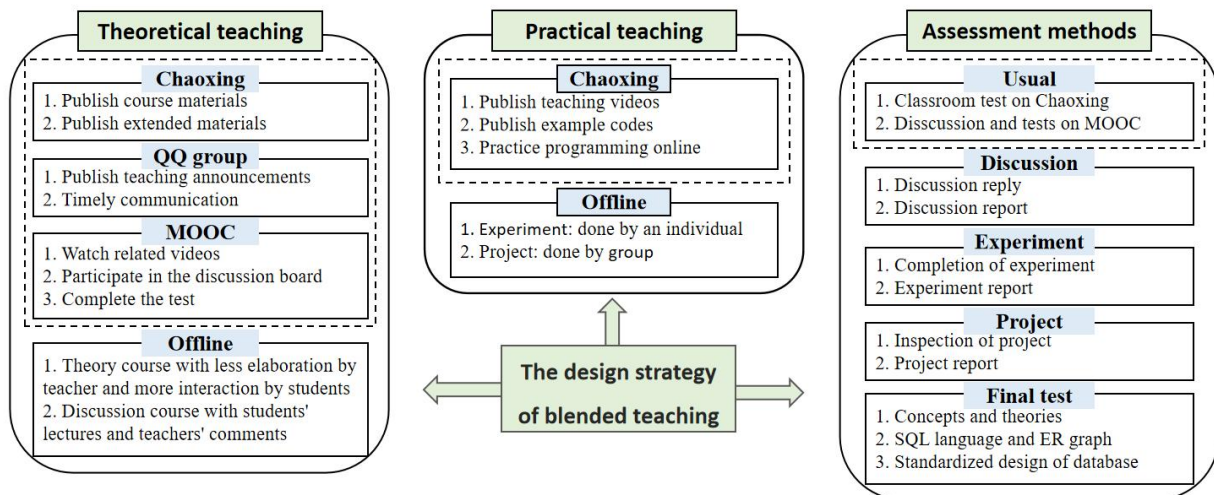 Theoretical teaching
Chaoxing
1. Publish course materials
2. Publish extended materials
QQ group
1. Publish teaching announcements
2. Timely communication
MOOC
1. Watch related videos
2. Participate in the discussion board
3. Complete the test
Offline
1. Theory course with less elaboration by
teacher and more interaction by students
2. Discussion course with students'
lectures and teachers' comments
Practical teaching
Chaoxing
1. Publish teaching videos
2. Publish example codes
3. Practice programming online
Offline
1. Experiment: done by an individual
2. Project: done by group
The design strategy
of blended teaching
Assessment methods
Usual
1. Classroom test on Chaoxing
2. Disscussion and tests on MOOC
Discussion
1. Discussion reply
2. Discussion report
Experiment
1. Completion of experiment
2. Experiment report
Project
1. Inspection of project
2. Project report
Final test
1. Concepts and theories
2. SQL language and ER graph
3. Standardized design of database